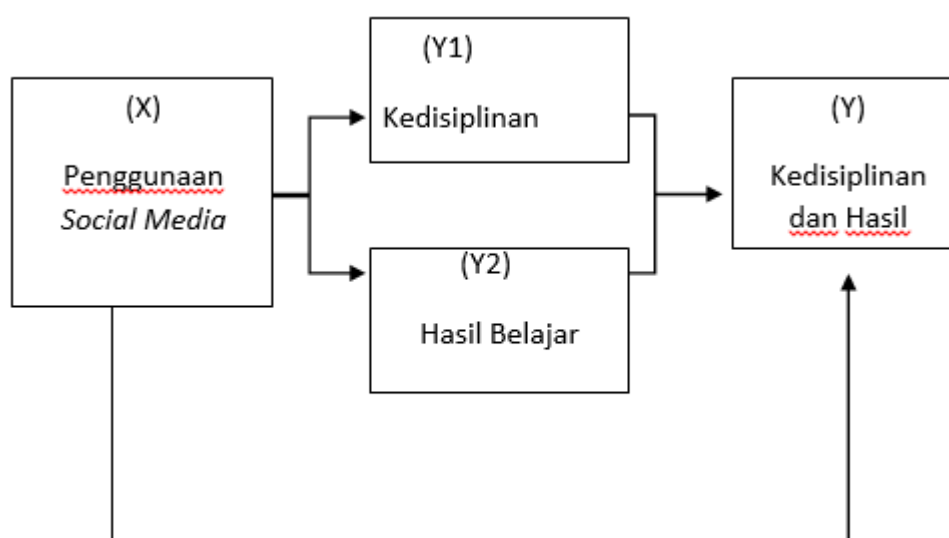 (X)
Penggunaan
Social Media
(Y1)
Kedisiplinan
(Y2)
Hasil Belajar
(Y)
Kedisiplinan
dan Hasil